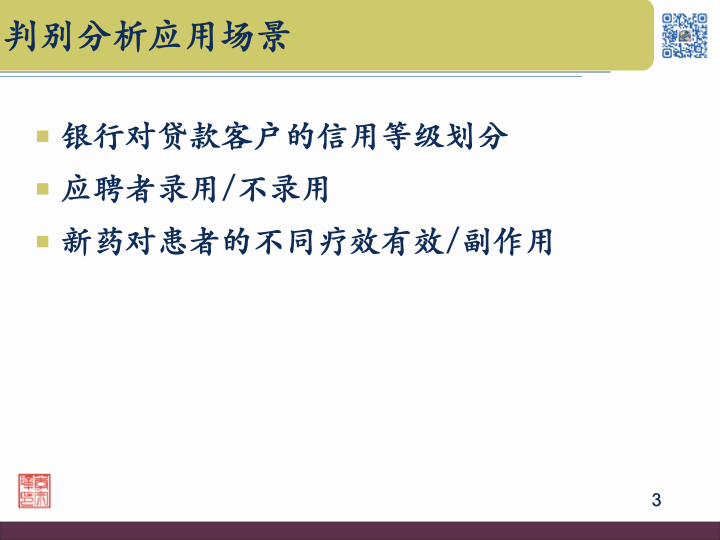 判别分析应用场景
银行对贷款客户的信用等级划分
应聘者录用/不录用
新药对患者的不同疗效有效/副作用
3